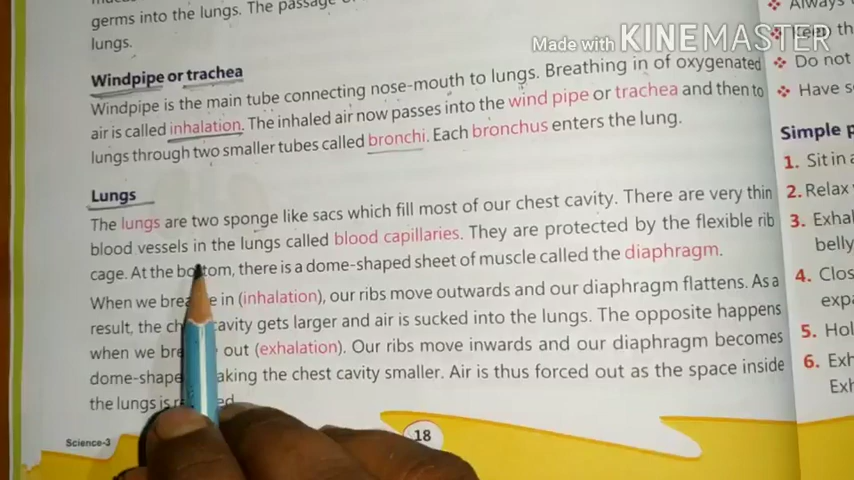 germs into the lungs. The passage of
lungs.
Windpipe or trachea
Windpipe is the main tube connecting nose-mouth to lungs. Breathing in of oxygenated
air is called inhalation. The inhaled air now passes into the wind pipe or trachea and then to
lungs through two smaller tubes called bronchi. Each bronchus enters the lung.
Lungs
The lungs are two sponge like sacs which fill most of our chest cavity. There are very thin
blood vessels in the lungs called blood capillaries. They are protected by the flexible rib
cage. At the bottom, there is a dome-shaped sheet of muscle called the diaphragm.
When we in (inhalation), our ribs move outwards and our diaphragm flattens. As a
result, the cavity gets larger and air is sucked into the lungs. The opposite happens
when we out (exhalation). Our ribs move inwards and our diaphragm becomes
dome-shape the chest cavity smaller. Air is thus forced out as the space inside
the lungs is
Science-3
18
Made with KINEMASTER
Always
Keep th
Do not
Have s
Simple p
1. Sit in a
2. Relax
3. Exhal
belly
4. Clos
expa
5. Hol
6. Exh
Exh